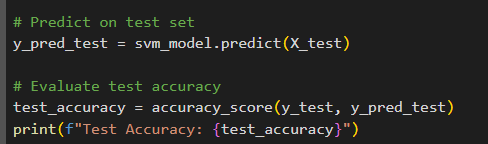 # Predict on test set
y_pred_test = svm_model.predict(X_test)
# Evaluate test accuracy
test_accuracy = accuracy_score(y_test, y_pred_test)
print(f"Test Accuracy: {test_accuracy}")